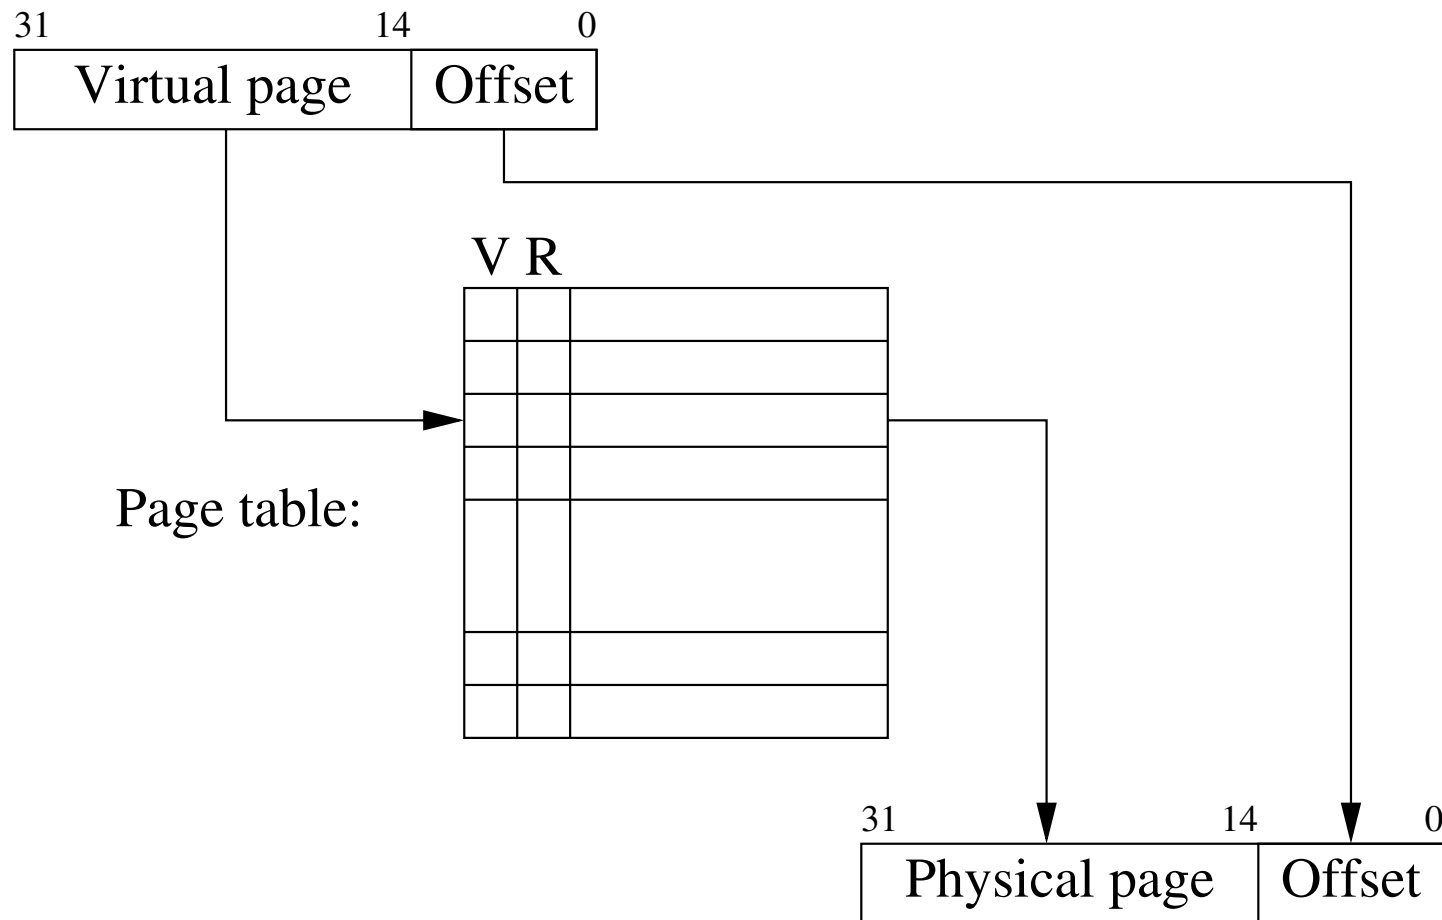 31 14 0
Virtual page Offset
V R
Page table:
31 14 0
Physical page Offset